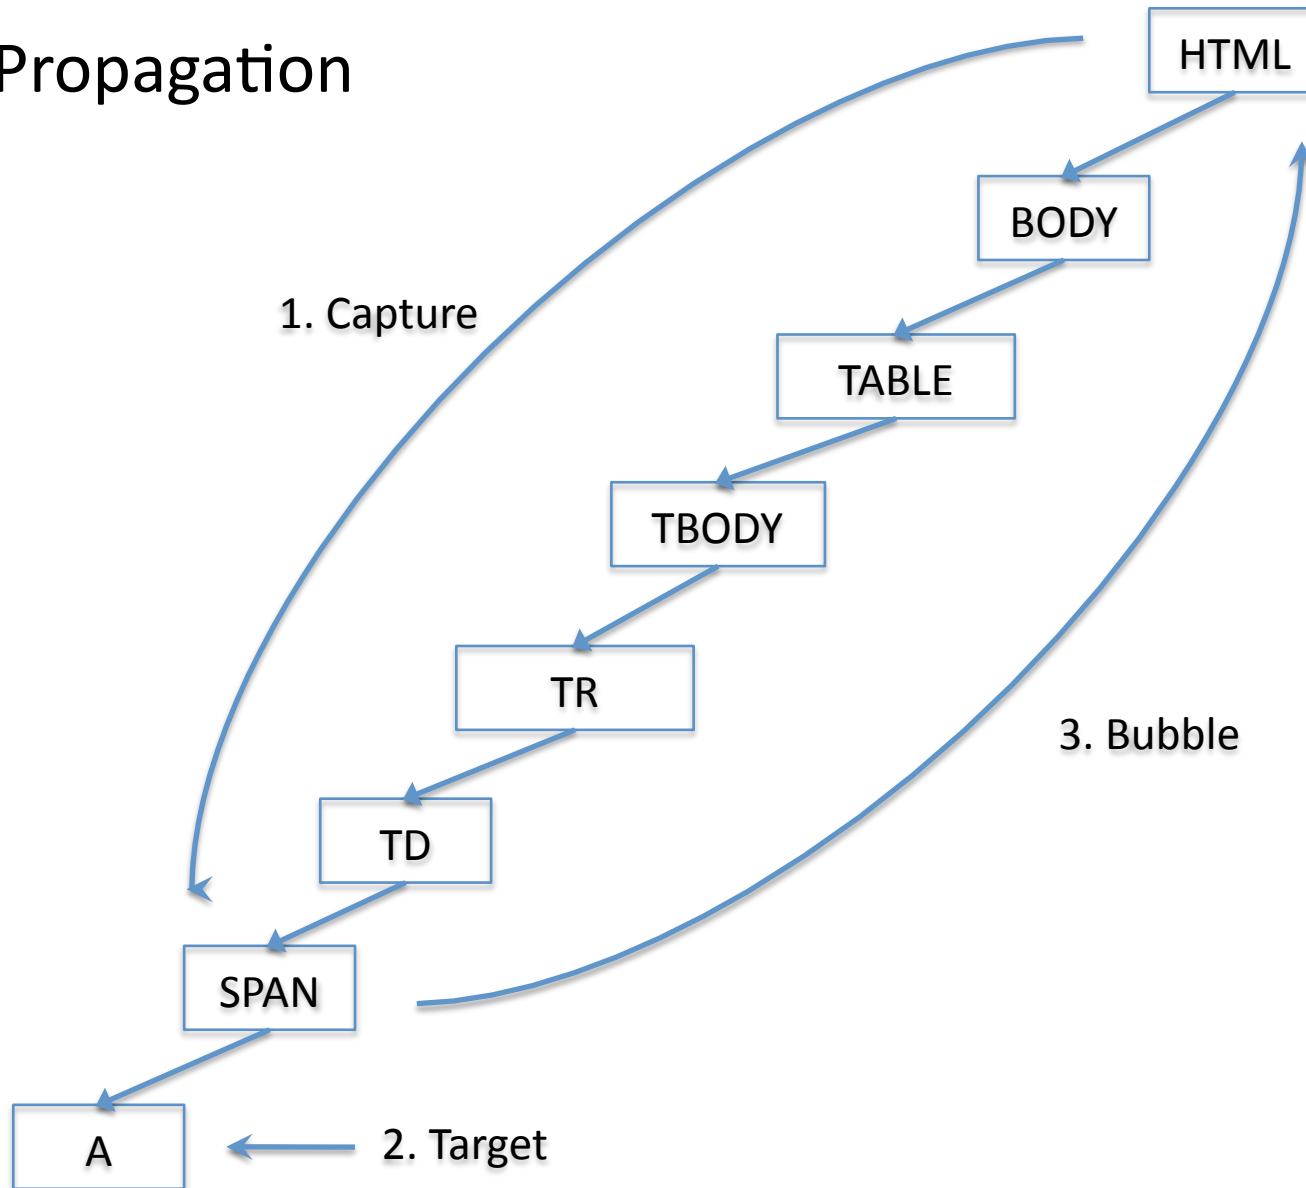 Propagation
HTML
BODY
1. Capture
TABLE
TBODY
TR
3. Bubble
TD
SPAN
A
2. Target